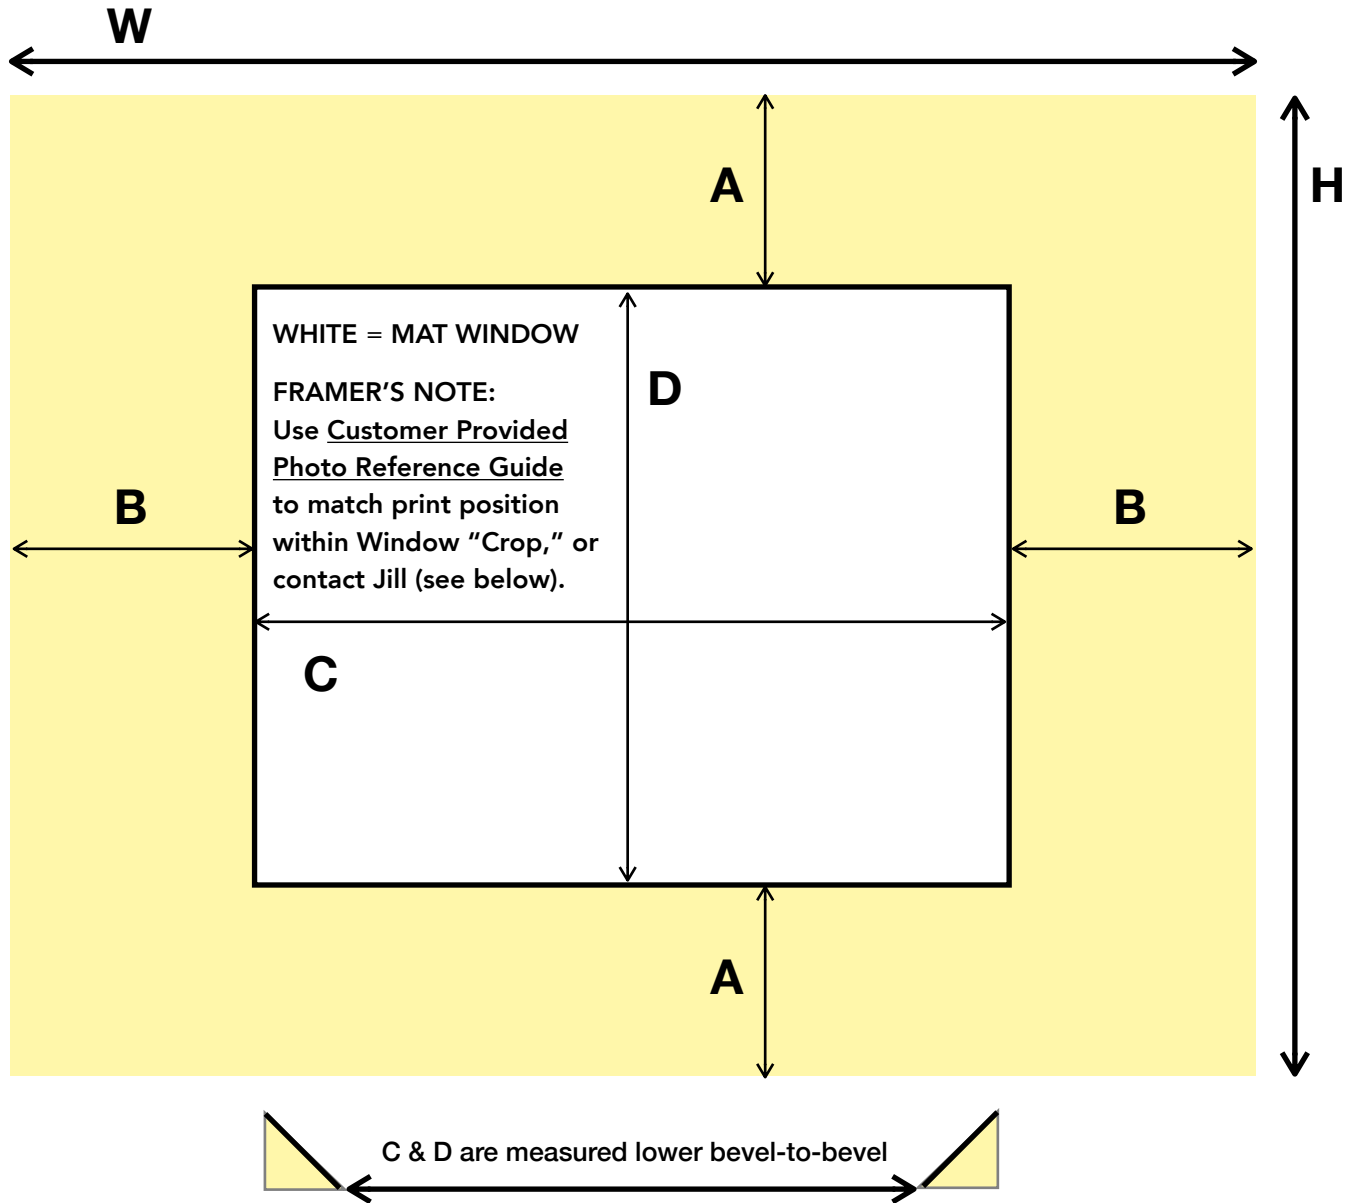 W
H
A
WHITE = MAT WINDOW
FRAMER’S NOTE:
Use Customer Provided
Photo Reference Guide
to match print position
within Window “Crop,” or
contact Jill (see below).
D
B
B
C
A
C & D are measured lower bevel-to-bevel